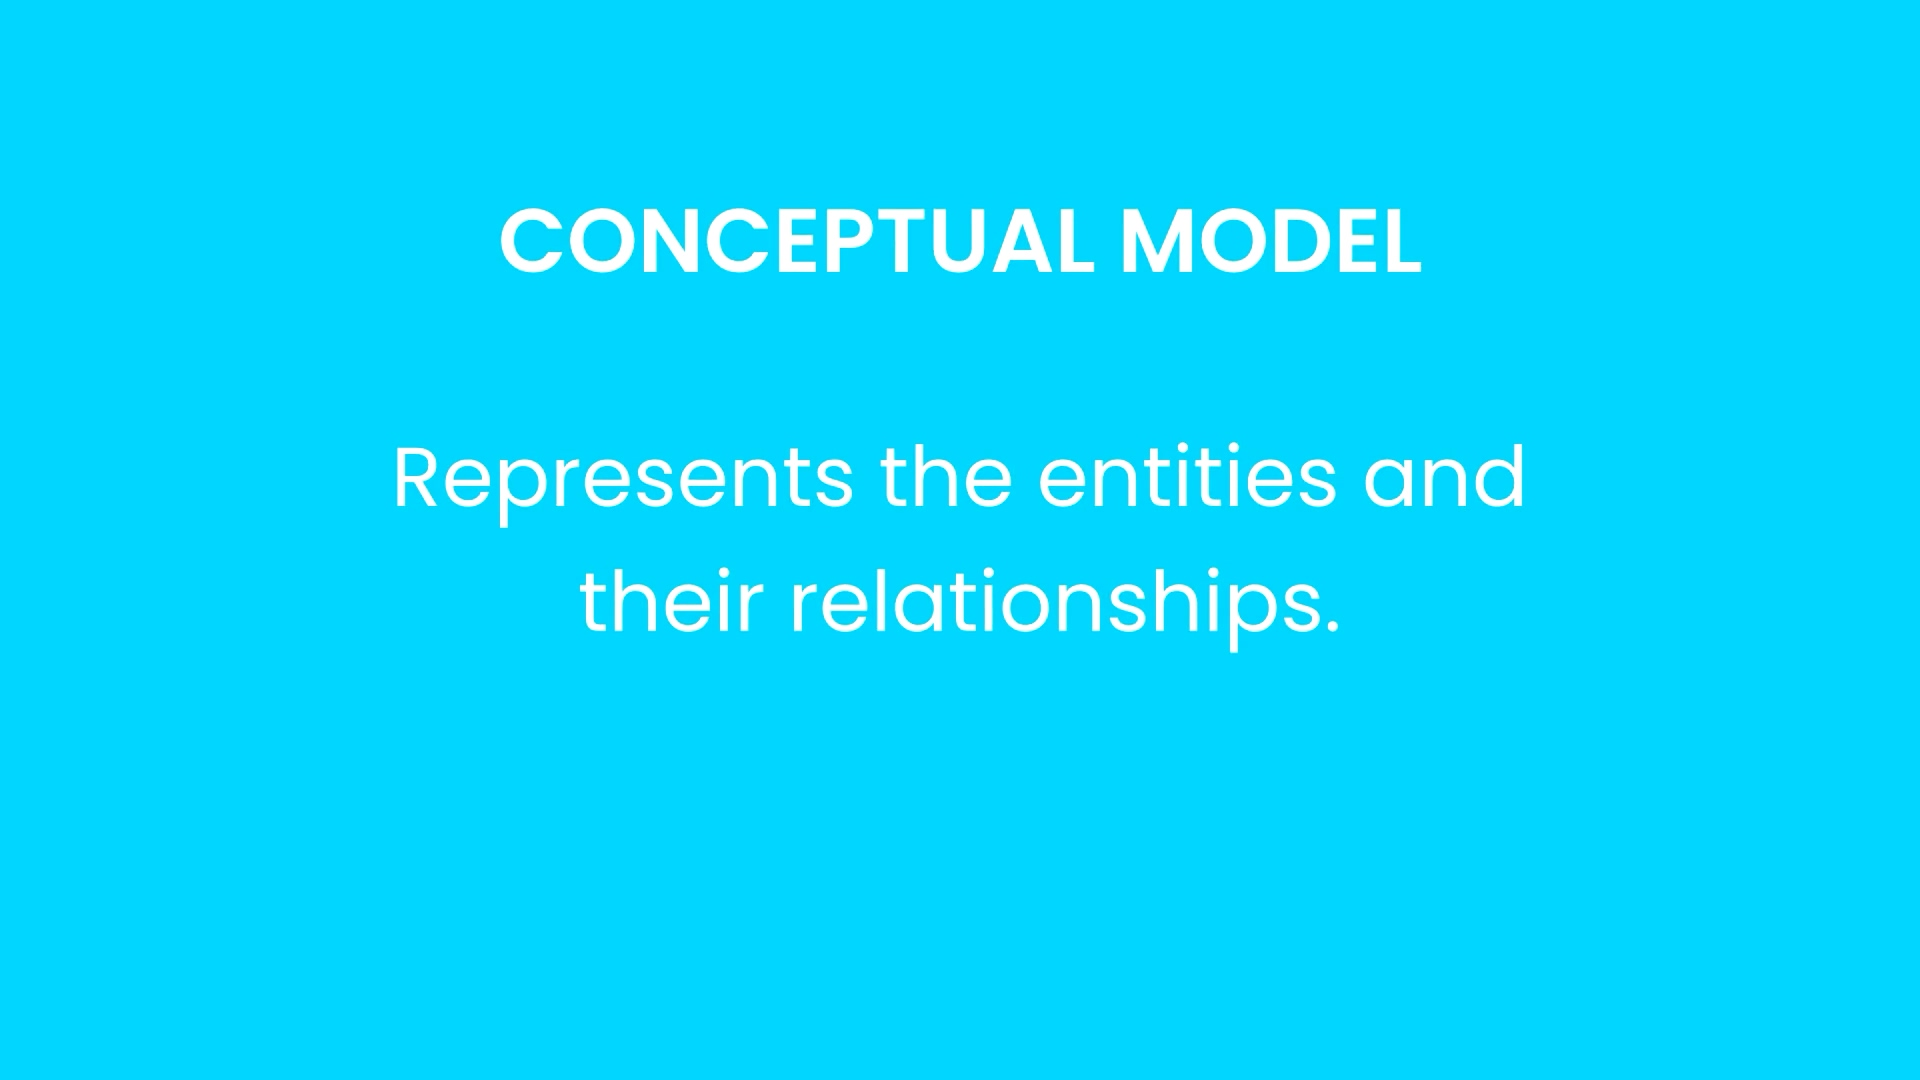 CONCEPTUAL MODEL
Represents the entities and
their relationships.